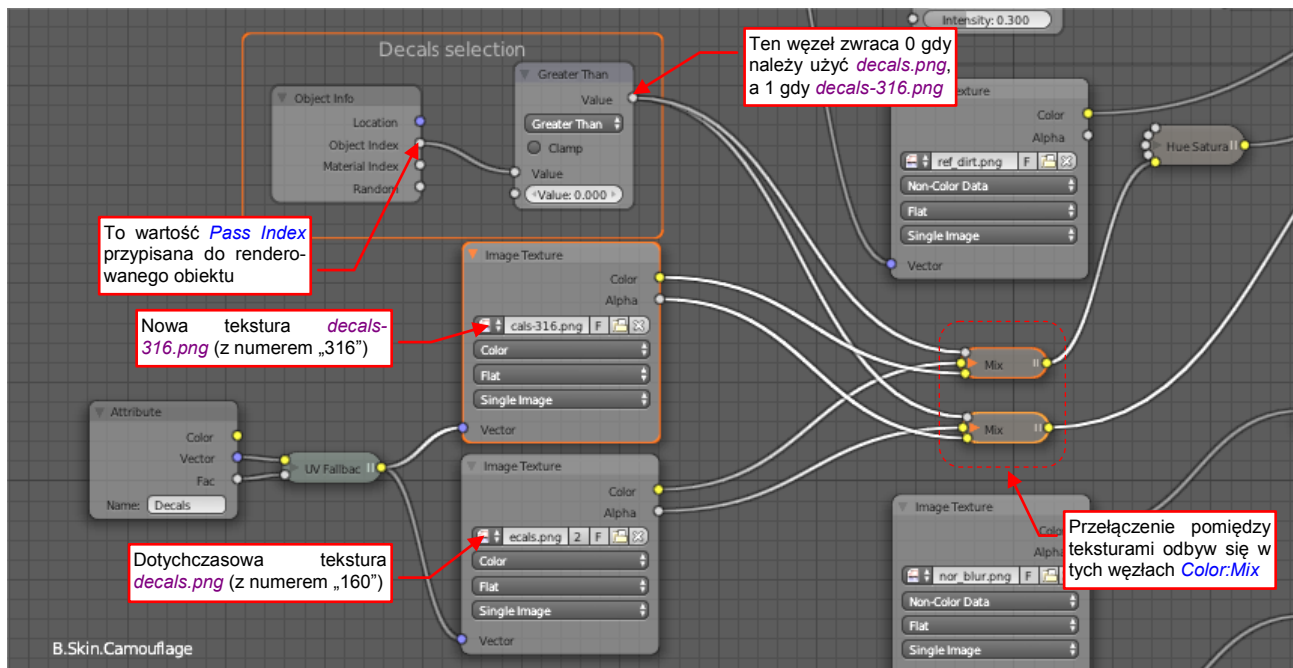 Intensity: 0.300
Decals selection
Ten węzeł zwraca 0 gdy
należy użyć decals.png,
a 1 gdy decals-316.png
Object Info
Location
Object Index
Material Index
Random
Greater Than
Value
Greater Than
Clamp
Value
Value: 0.000
exture
Color
Alpha
ref_dirt.png F
Non-Color Data
Flat
Single Image
Vector
Hue Satura
To wartość Pass Index
przypisana do rendero-
wanego obiektu
Image Texture
Color
Alpha
cals-316.png F
Color
Flat
Single Image
Vector
Nowa tekstura decals-
316.png (z numerem „316”)
Mix
Mix
Attribute
Color
Vector
Fac
Name: Decals
UV Fallbac
Image Texture
Color
Alpha
ecals.png 2 F
Color
Flat
Single Image
Vector
Dotychczasowa tekstura
decals.png (z numerem „160”)
Image Texture
Color
Alpha
nor_blur.png F
Non-Color Data
Flat
Single Image
Przełączenie pomiędzy
teksturami odbyw się w
tych węzłach Color:Mix
B.Skin.Camouflage